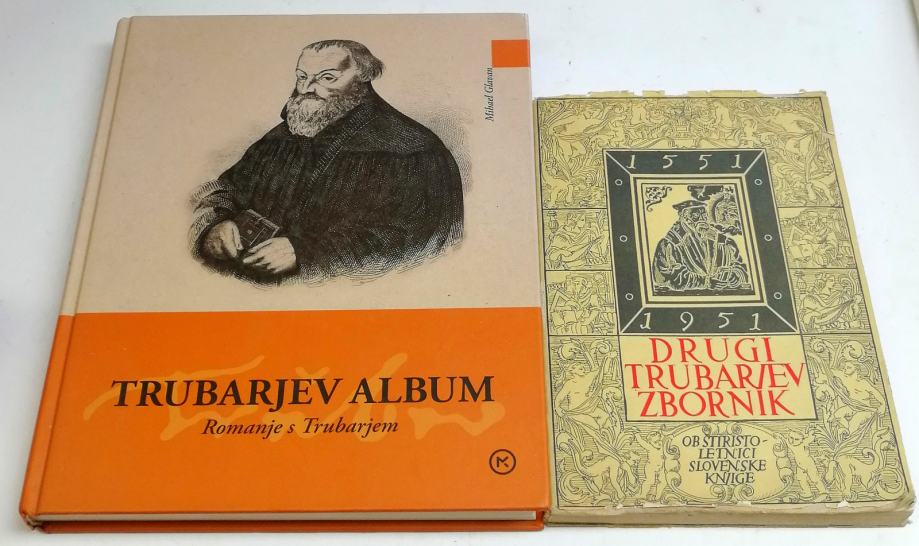 Mihael Glavan
TRUBARJEV ALBUM
Romanje s Trubarjem
1551
1951
DRUGI
TRUBARJEV
ZBORNIK
OB ŠTIRISTO-
LETNICI
SLOVENSKE
KNJIGE